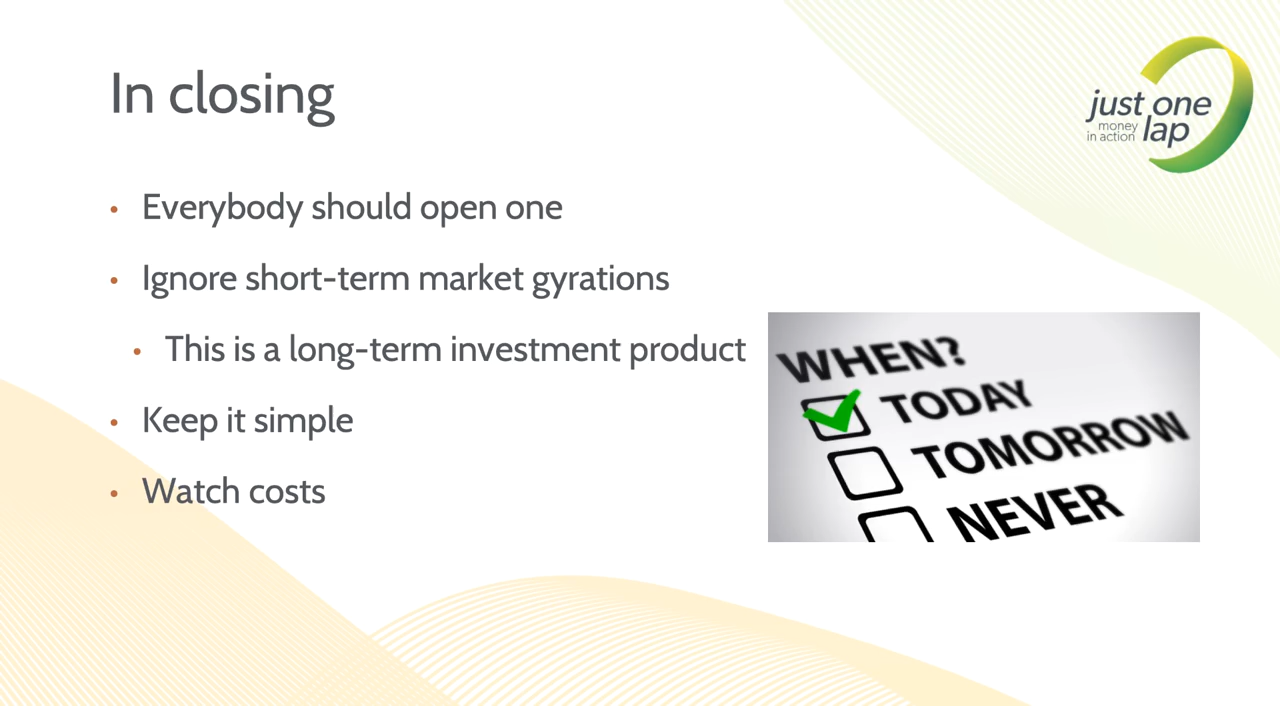 In closing
just one
money
in action lap
• Everybody should open one
• Ignore short-term market gyrations
• This is a long-term investment product
• Keep it simple
• Watch costs
WHEN?
TODAY
TOMORROW
NEVER